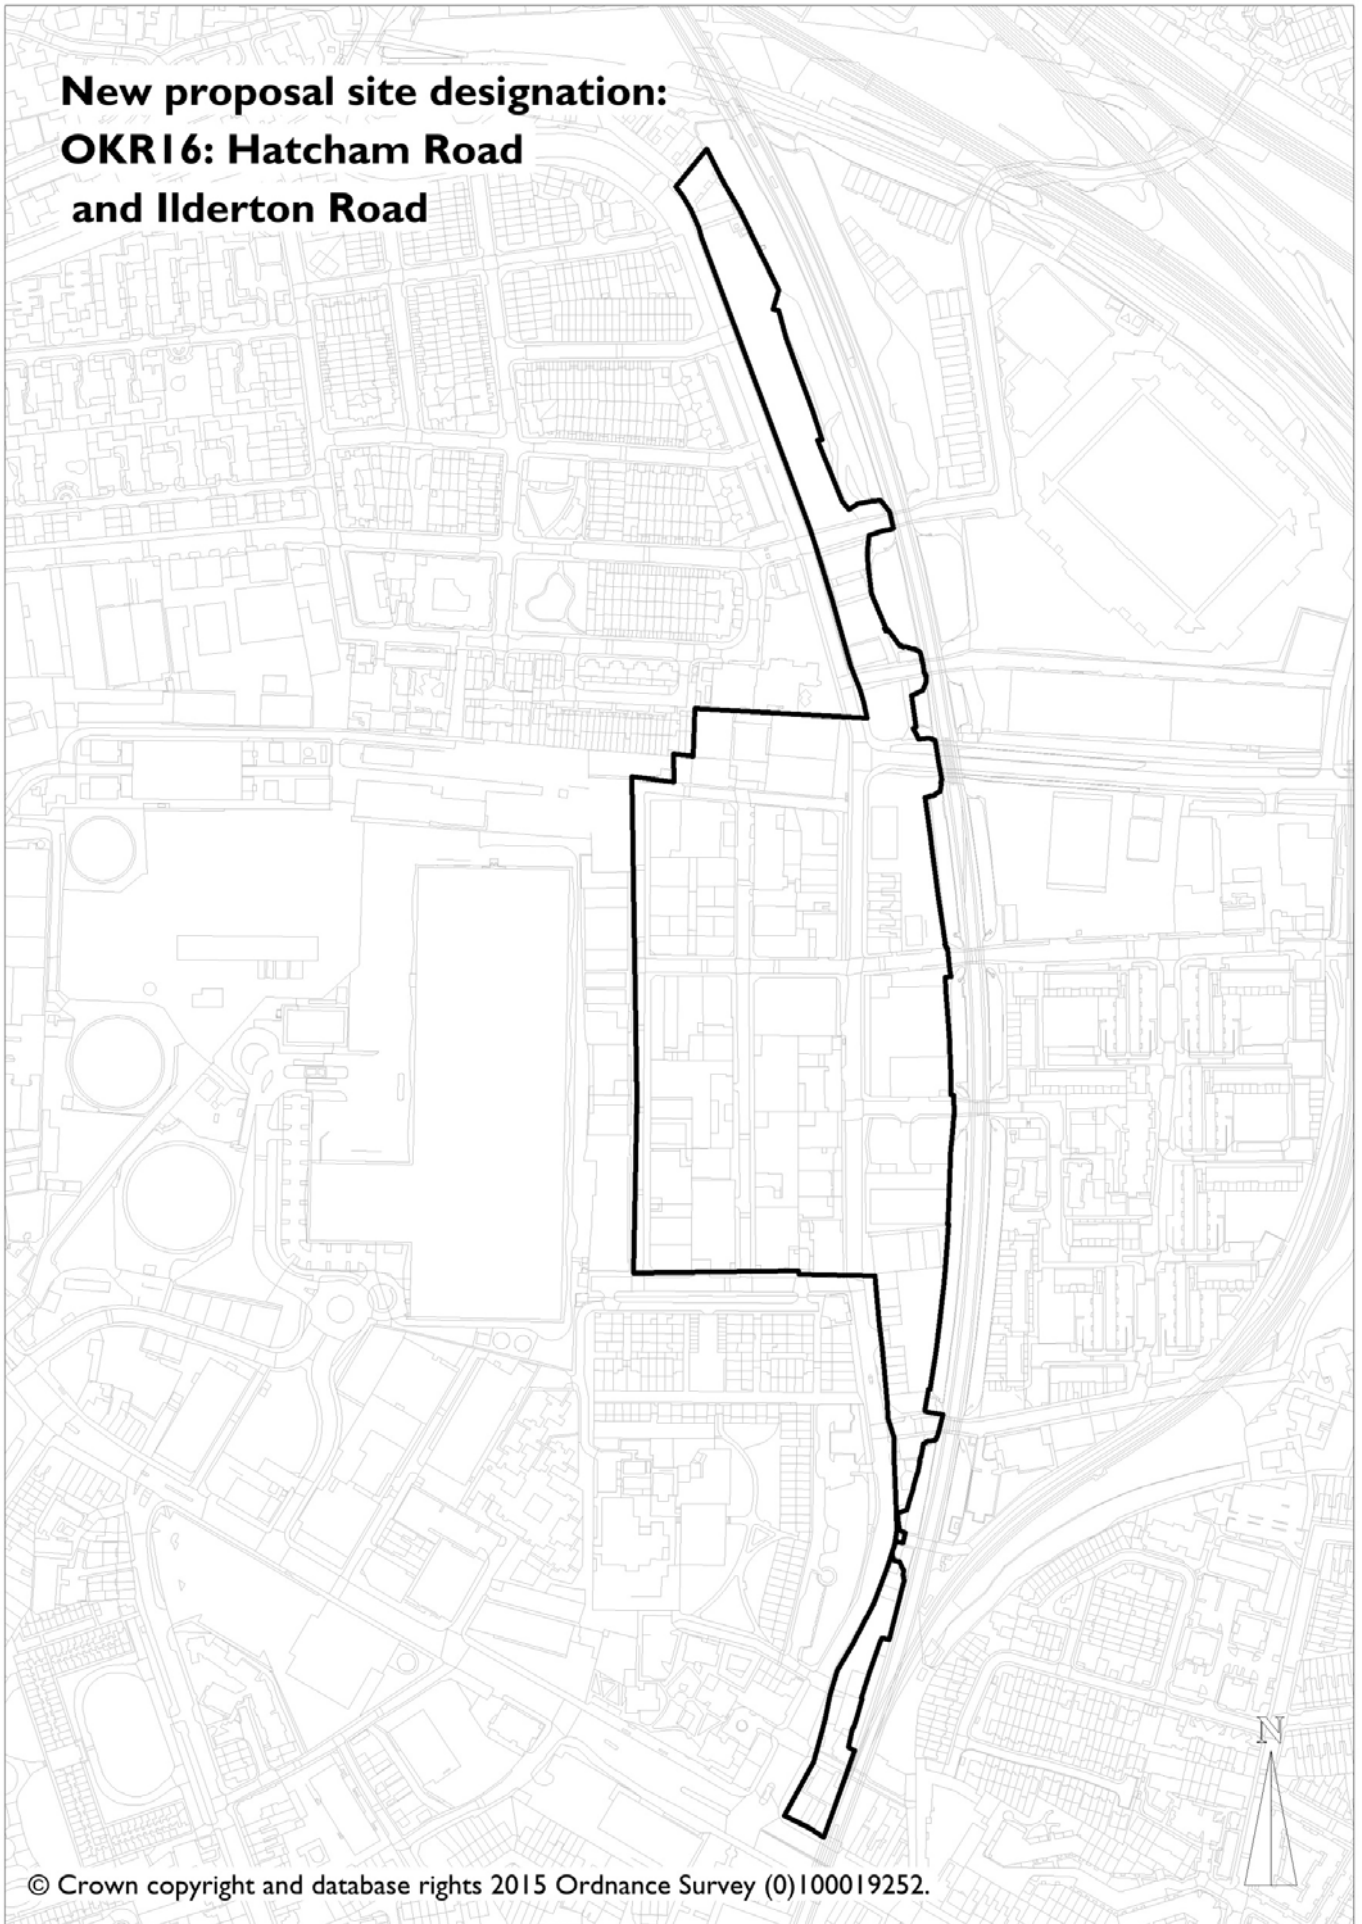 New proposal site designation:
OKR16: Hatcham Road
and Ilderton Road
N
© Crown copyright and database rights 2015 Ordnance Survey (0)100019252.